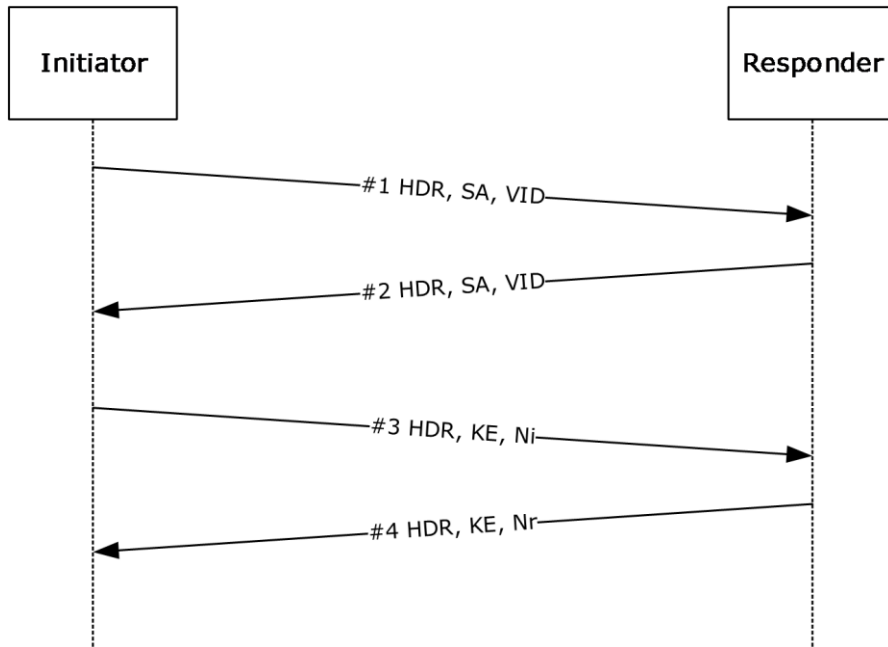 Initiator
Responder
#1 HDR, SA, VID
#2 HDR, SA, VID
#3 HDR, KE, Ni
#4 HDR, KE, Nr